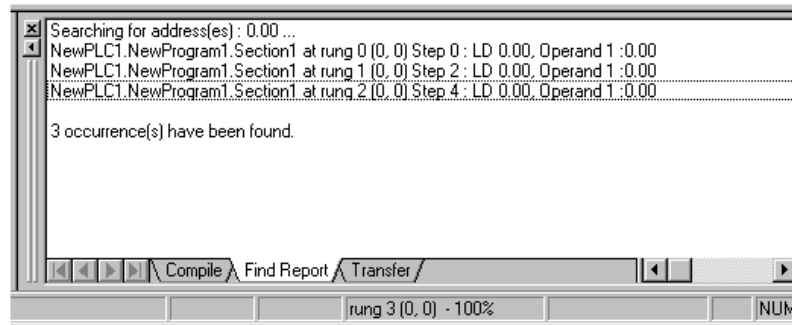 Searching for address(es) : 0.00 ...
NewPLC1.NewProgram1.Section1 at rung 0 (0, 0) Step 0 : LD 0.00, Operand 1 :0.00
NewPLC1.NewProgram1.Section1 at rung 1 (0, 0) Step 2 : LD 0.00, Operand 1 :0.00
NewPLC1.NewProgram1.Section1 at rung 2 (0, 0) Step 4 : LD 0.00, Operand 1 :0.00
3 occurrence(s) have been found.
Compile Find Report Transfer
rung 3 (0, 0) - 100% NUM